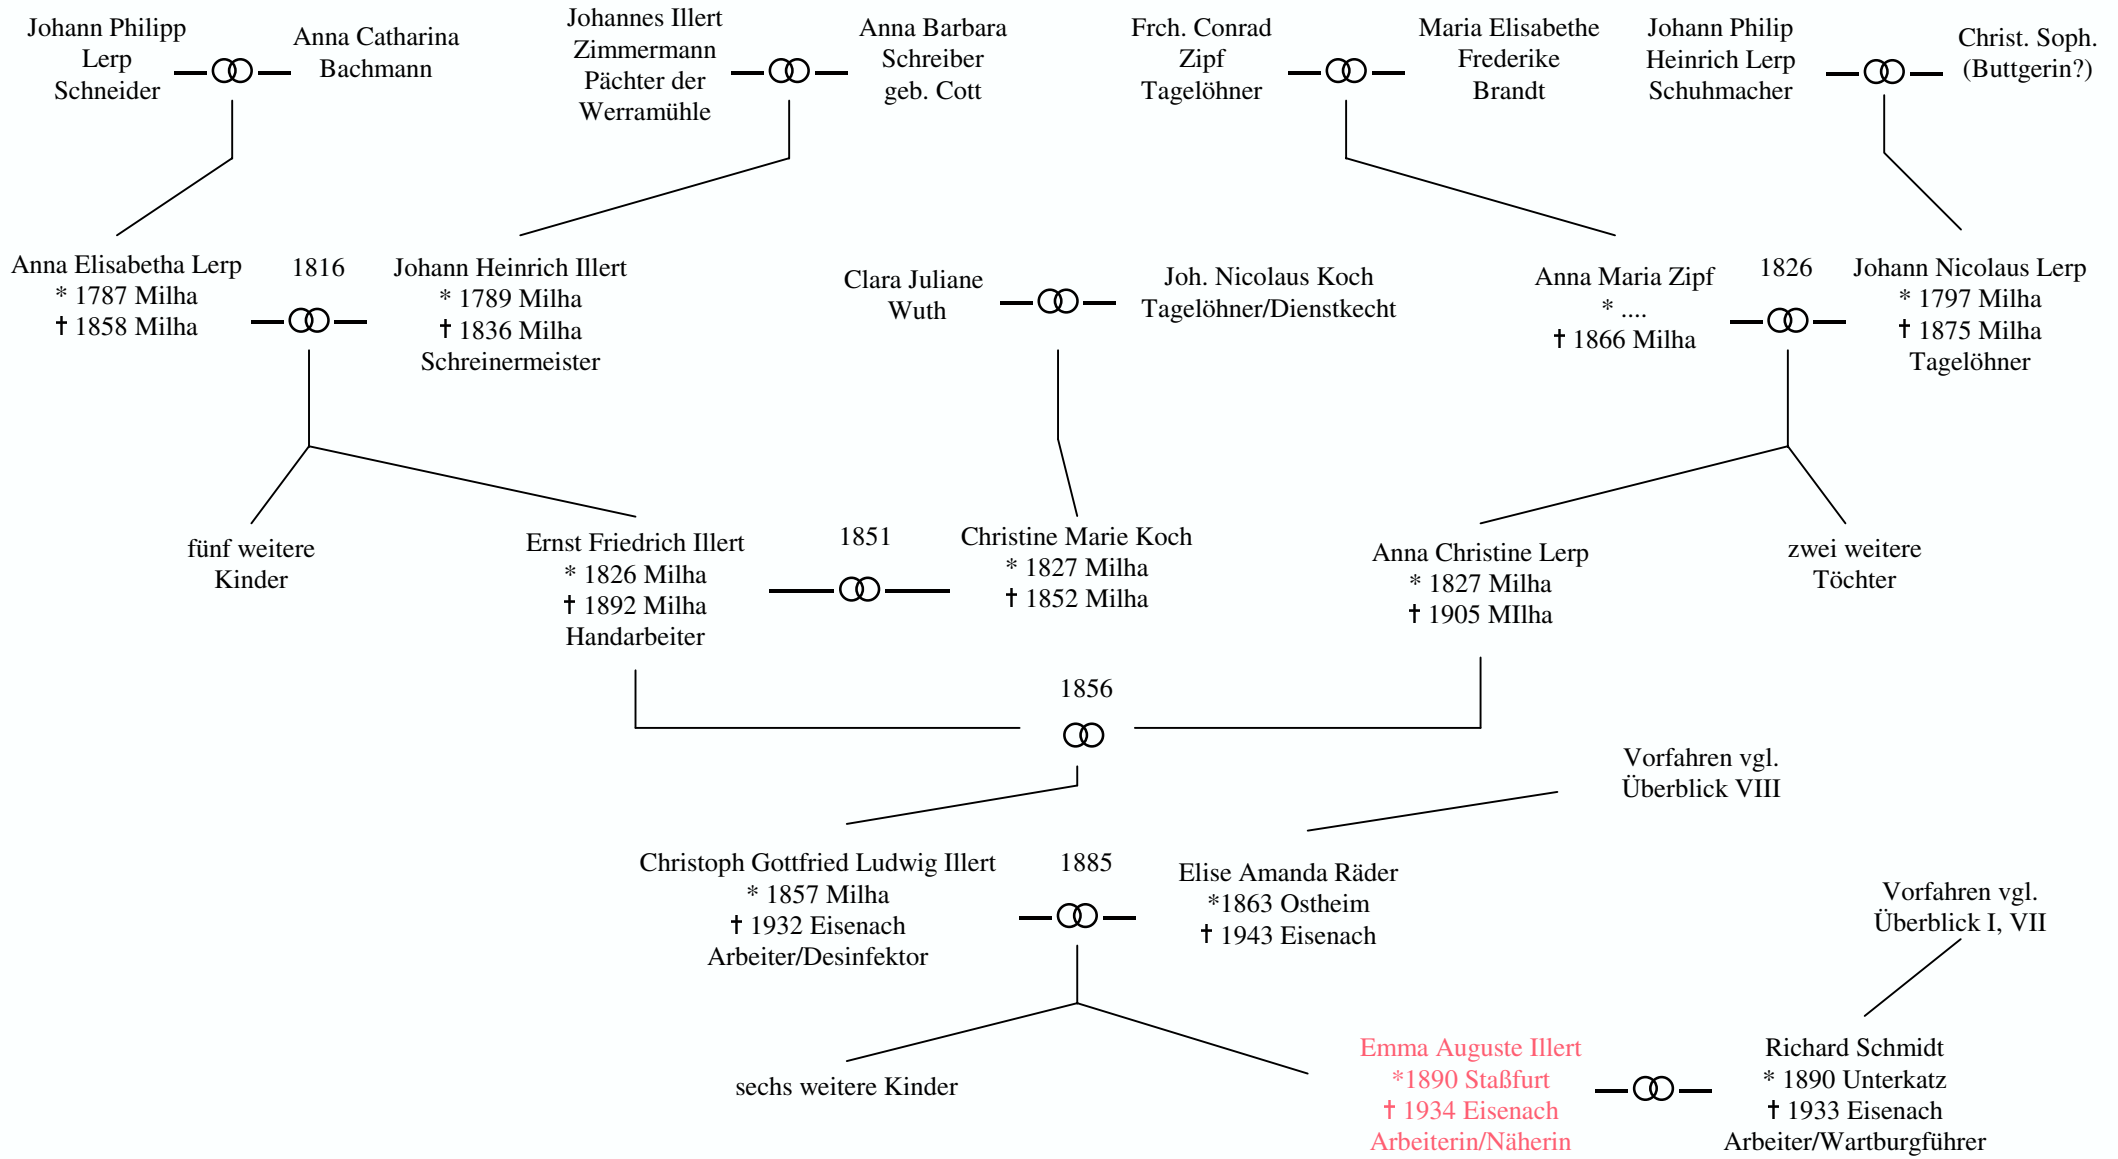 Johann Philipp
Lerp
Schneider
Anna Catharina
Bachmann
Johannes Illert
Zimmermann
Pächter der
Werramühle
Anna Barbara
Schreiber
geb. Cott
Frch. Conrad
Zipf
Tagelöhner
Maria Elisabethe
Frederike
Brandt
Johann Philip
Heinrich Lerp
Schuhmacher
Christ. Soph.
(Buttgerin?)
Anna Elisabetha Lerp
* 1787 Milha
† 1858 Milha
1816
Johann Heinrich Illert
* 1789 Milha
† 1836 Milha
Schreinermeister
Clara Juliane
Wuth
Joh. Nicolaus Koch
Tagelöhner/Dienstkecht
Anna Maria Zipf
* ....
† 1866 Milha
1826
Johann Nicolaus Lerp
* 1797 Milha
† 1875 Milha
Tagelöhner
fünf weitere
Kinder
Ernst Friedrich Illert
* 1826 Milha
† 1892 Milha
Handarbeiter
1851
Christine Marie Koch
* 1827 Milha
† 1852 Milha
Anna Christine Lerp
* 1827 Milha
† 1905 MIlha
zwei weitere
Töchter
1856
Vorfahren vgl.
Überblick VIII
Christoph Gottfried Ludwig Illert
* 1857 Milha
† 1932 Eisenach
Arbeiter/Desinfektor
1885
Elise Amanda Räder
*1863 Ostheim
† 1943 Eisenach
Vorfahren vgl.
Überblick I, VII
sechs weitere Kinder
Emma Auguste Illert
*1890 Staßfurt
† 1934 Eisenach
Arbeiterin/Näherin
Richard Schmidt
* 1890 Unterkatz
† 1933 Eisenach
Arbeiter/Wartburgführer